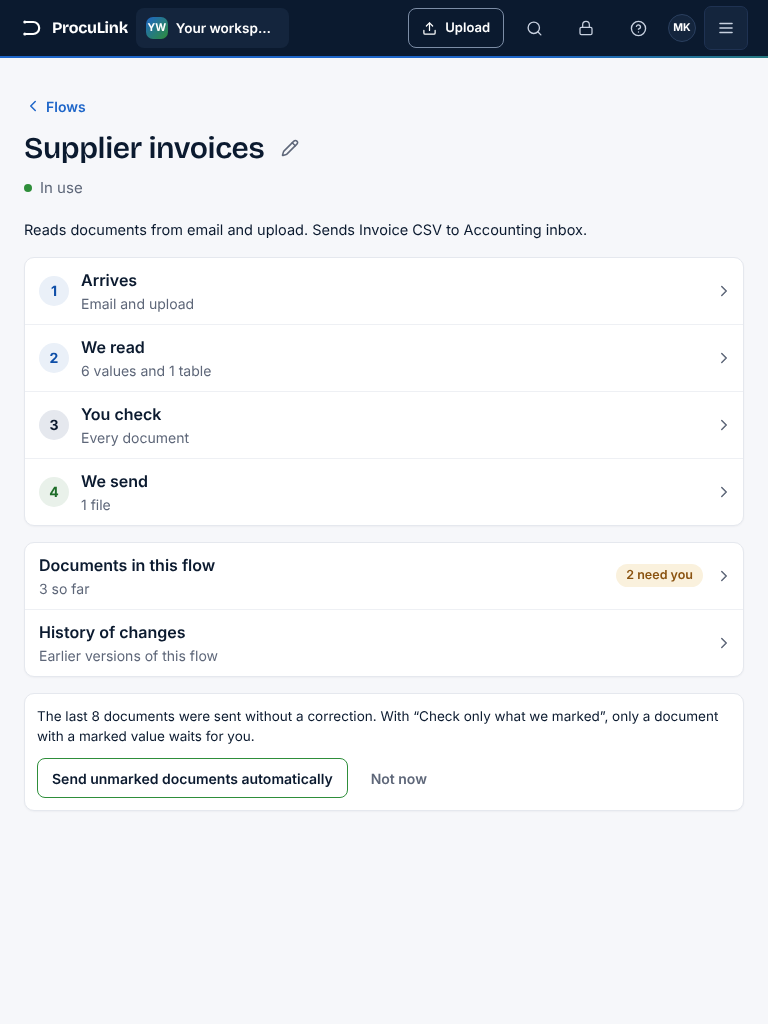 ProcuLink
YW Your worksp...
Upload
MK
Flows
Supplier invoices
In use
Reads documents from email and upload. Sends Invoice CSV to Accounting inbox.
1
Arrives
Email and upload
2
We read
6 values and 1 table
3
You check
Every document
4
We send
1 file
Documents in this flow
3 so far
2 need you
History of changes
Earlier versions of this flow
The last 8 documents were sent without a correction. With “Check only what we marked”, only a document
with a marked value waits for you.
Send unmarked documents automatically
Not now